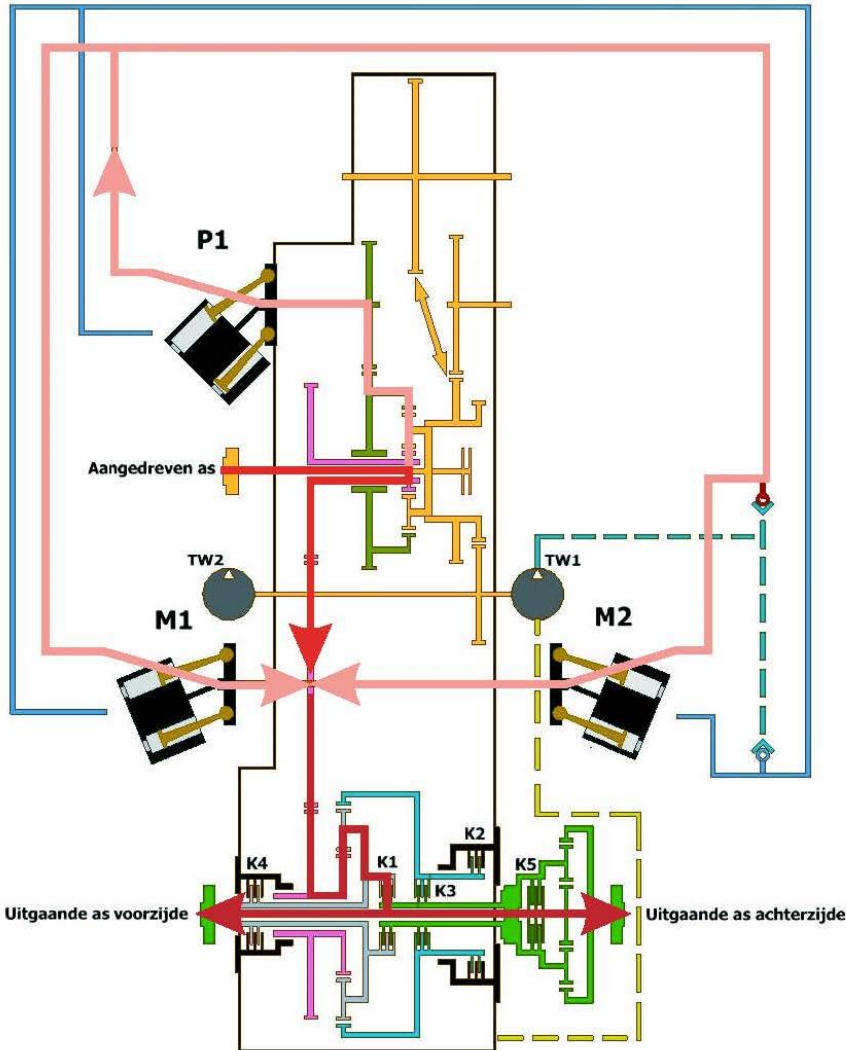 P1
Aangedreven as
TW2
TW1
M1
M2
K4
K1
K2
K3
K5
Uitgaande as voorzijde
Uitgaande as achterzijde